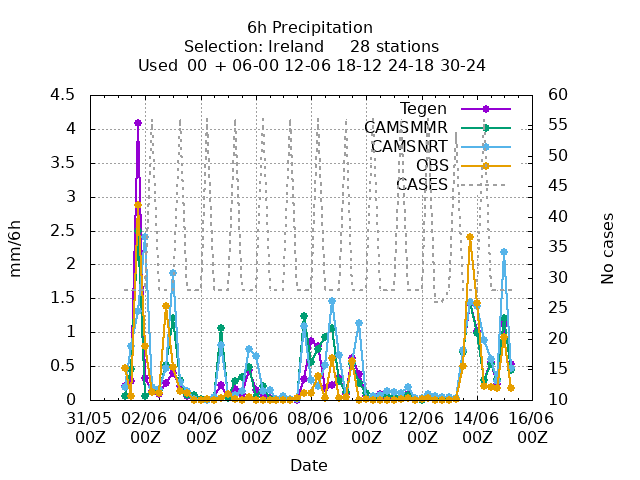 6h Precipitation
Selection: Ireland 28 stations
Used 00 + 06-00 12-06 18-12 24-18 30-24
Tegen
CAMSMMR
CAMSNRT
OBS
CASES
mm/6h
4.5
4
3.5
3
2.5
2
1.5
1
0.5
0
60
55
50
45
40
35
30
25
20
15
10
No cases
31/05 02/06 04/06 06/06 08/06 10/06 12/06 14/06 16/06
00Z 00Z 00Z 00Z 00Z 00Z 00Z 00Z 00Z
Date